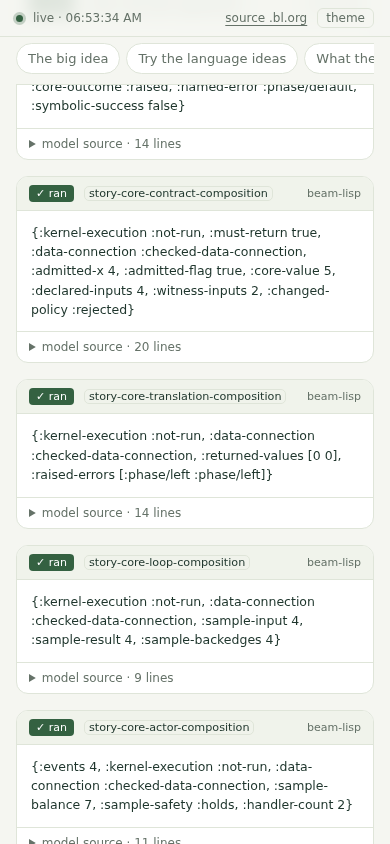 live · 06:53:34 AM
source .bl.org
theme
The big idea
Try the language ideas
What the
:core-outcome :raised, :named-error :phase/default,
:symbolic-success false}
▶ model source · 14 lines
✓ ran story-core-contract-composition beam-lisp
{:kernel-execution :not-run, :must-return true,
:data-connection :checked-data-connection,
:admitted-x 4, :admitted-flag true, :core-value 5,
:declared-inputs 4, :witness-inputs 2, :changed-
policy :rejected}
▶ model source · 20 lines
✓ ran story-core-translation-composition beam-lisp
{:kernel-execution :not-run, :data-connection
:checked-data-connection, :returned-values [0 0],
:raised-errors [:phase/left :phase/left]}
▶ model source · 14 lines
✓ ran story-core-loop-composition beam-lisp
{:kernel-execution :not-run, :data-connection
:checked-data-connection, :sample-input 4,
:sample-result 4, :sample-backedges 4}
▶ model source · 9 lines
✓ ran story-core-actor-composition beam-lisp
{:events 4, :kernel-execution :not-run, :data-
connection :checked-data-connection, :sample-
balance 7, :sample-safety :holds, :handler-count 2}
▶ model source · 11 lines